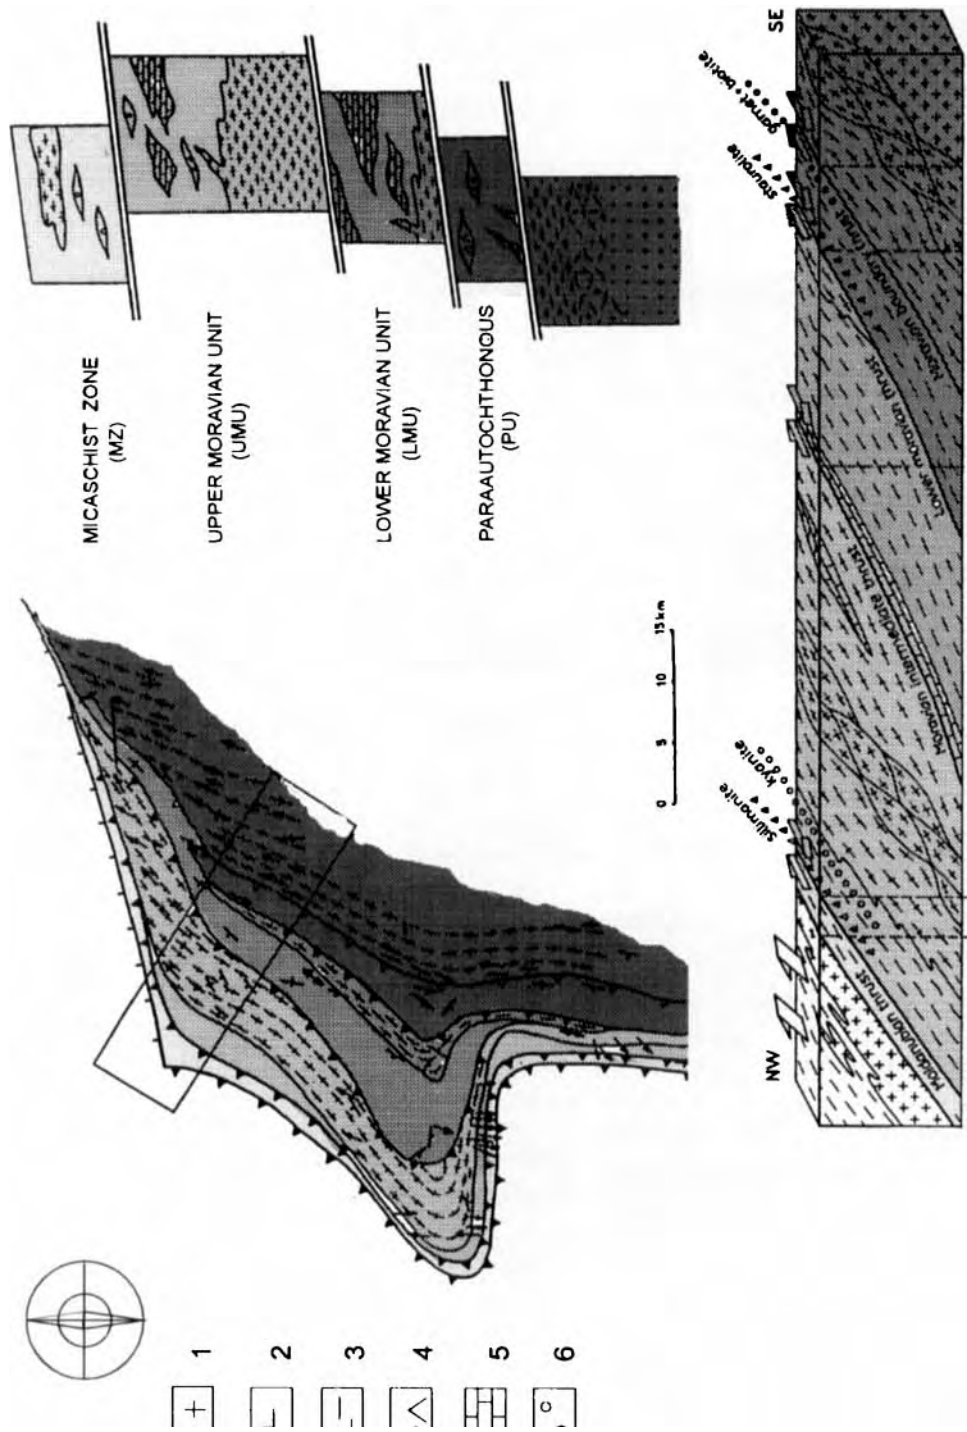 MICASCHIST ZONE
(MZ)
UPPER MORAVIAN UNIT
(UMU)
LOWER MORAVIAN UNIT
(LMU)
PARAAUTOCHTHONOUS
(PU)
0 5 10 15 km
1
2
3
4
5
6
NW
SE
sillimanite
kyanite
staurolite
garnet - biotite
Moldanubian thrust
Moravian intermediate thrust
Lower moravian thrust
Moravian boundary thrust